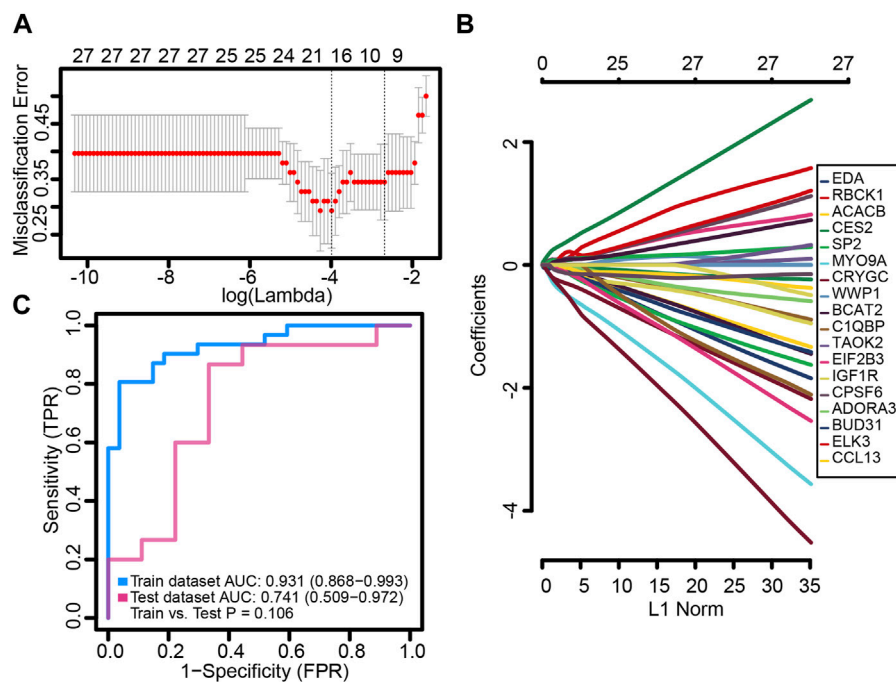 A
27 27 27 27 27 25 25 24 21 16 10 9
Misclassification Error
0.45
0.35
0.25
-10 -8 -6 -4 -2
log(Lambda)
B
0 25 27 27 27
2
0
-2
-4
Coefficients
EDA
RBCK1
ACACB
CES2
SP2
MYO9A
CRYGC
WWP1
BCAT2
C1QBP
TAOK2
EIF2B3
IGF1R
CPSF6
ADORA3
BUD31
ELK3
CCL13
0 5 10 15 20 25 30 35
L1 Norm
C
Sensitivity (TPR)
1.0
0.8
0.6
0.4
0.2
0.0
Train dataset AUC: 0.931 (0.868−0.993)
Test dataset AUC: 0.741 (0.509−0.972)
Train vs. Test P = 0.106
0.0 0.2 0.4 0.6 0.8 1.0
1−Specificity (FPR)